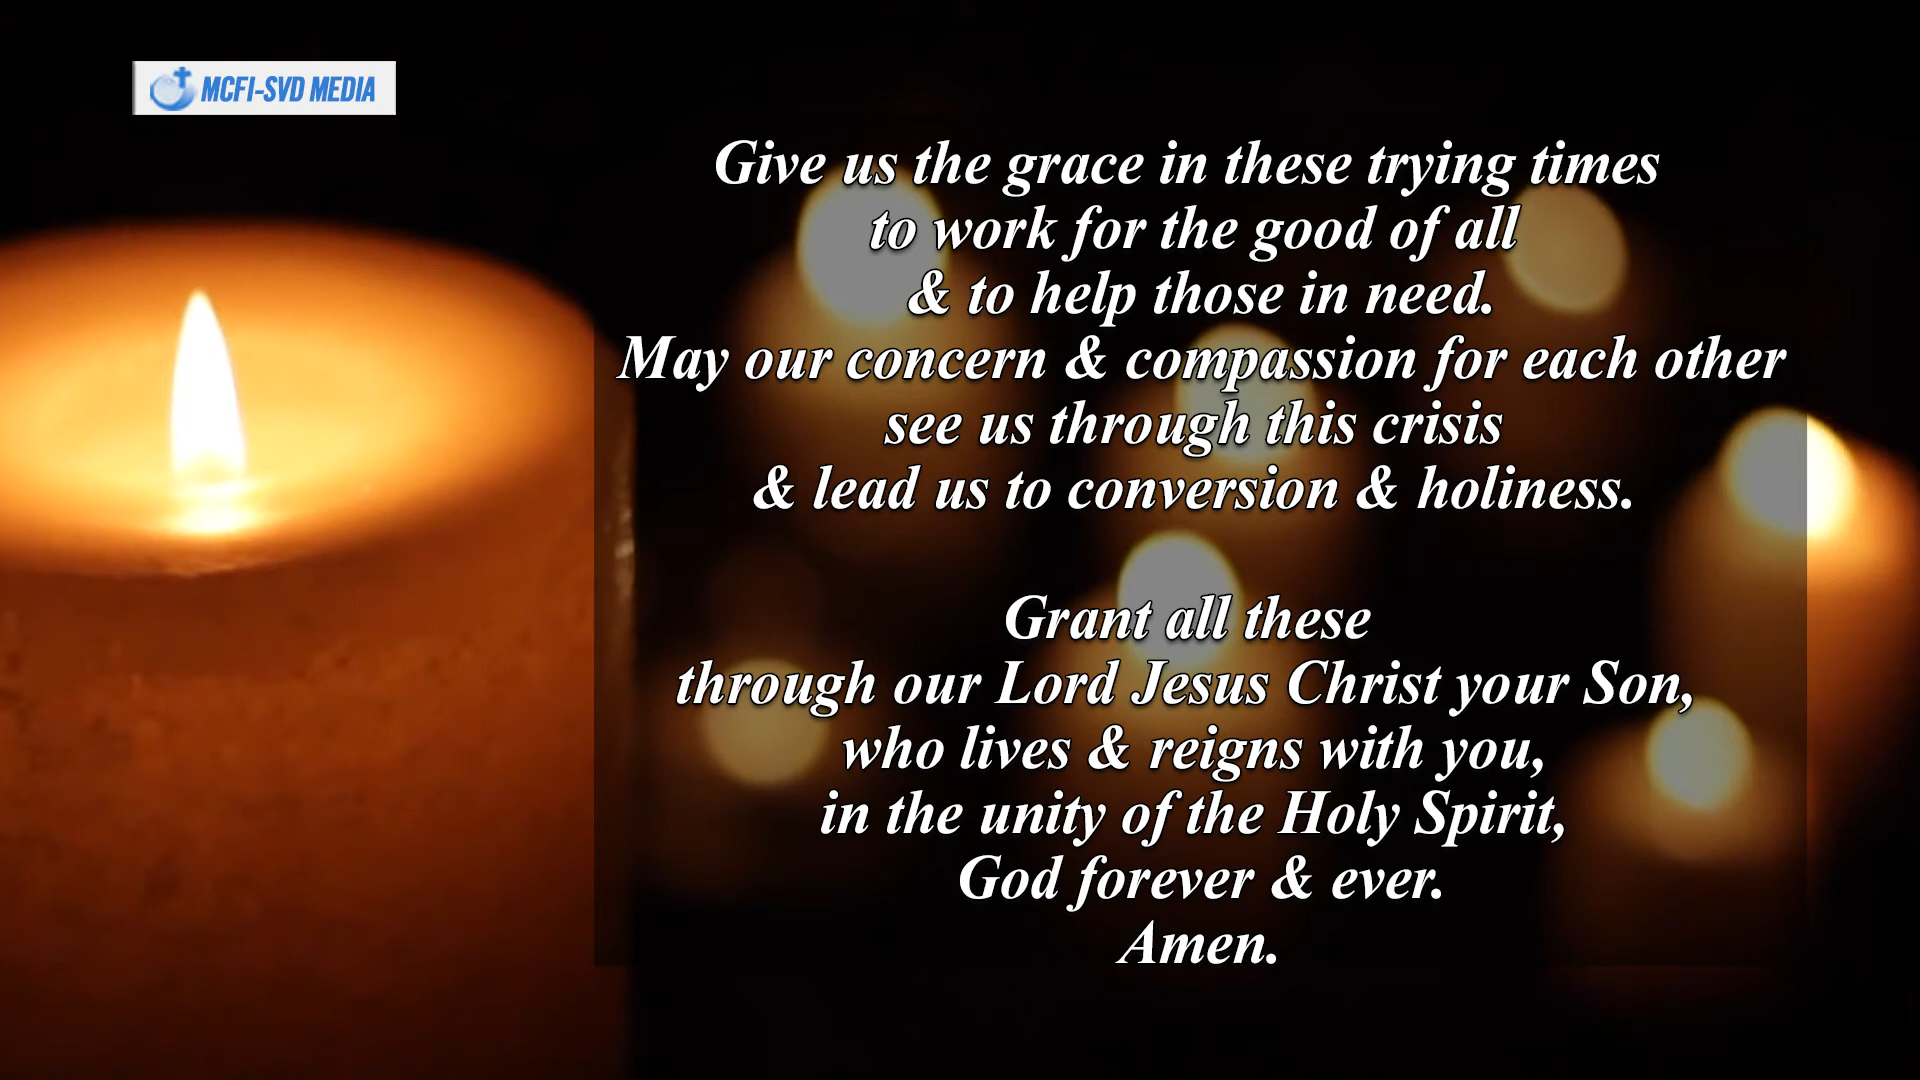 MCFI-SVD MEDIA
Give us the grace in these trying times
to work for the good of all
& to help those in need.
May our concern & compassion for each other
see us through this crisis
& lead us to conversion & holiness.
Grant all these
through our Lord Jesus Christ your Son,
who lives & reigns with you,
in the unity of the Holy Spirit,
God forever & ever.
Amen.